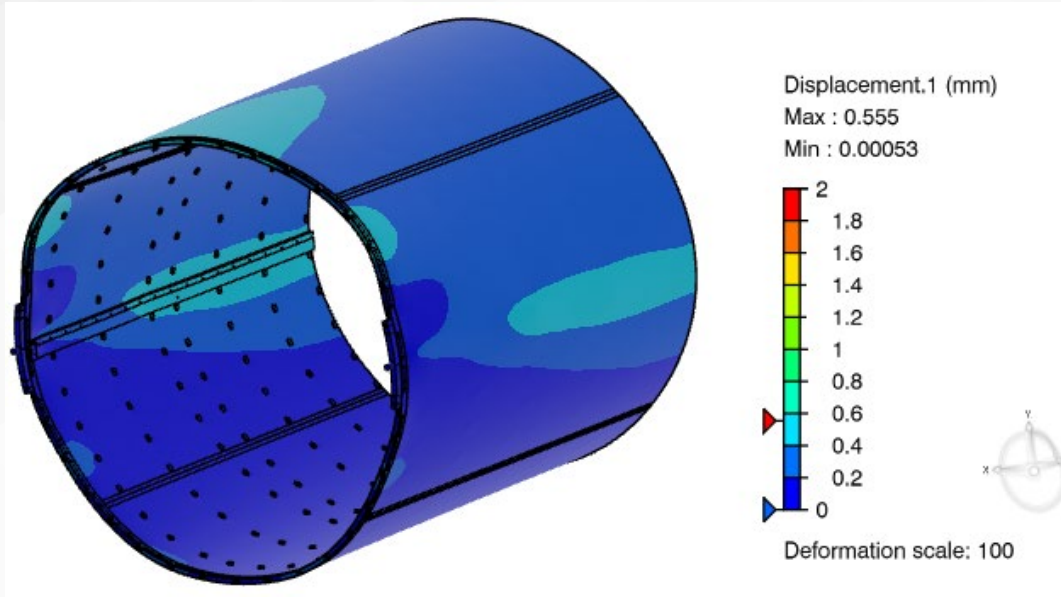 Displacement.1 (mm)
Max : 0.555
Min : 0.00053
2
1.8
1.6
1.4
1.2
1
0.8
0.6
0.4
0.2
0
Y
X
Deformation scale: 100